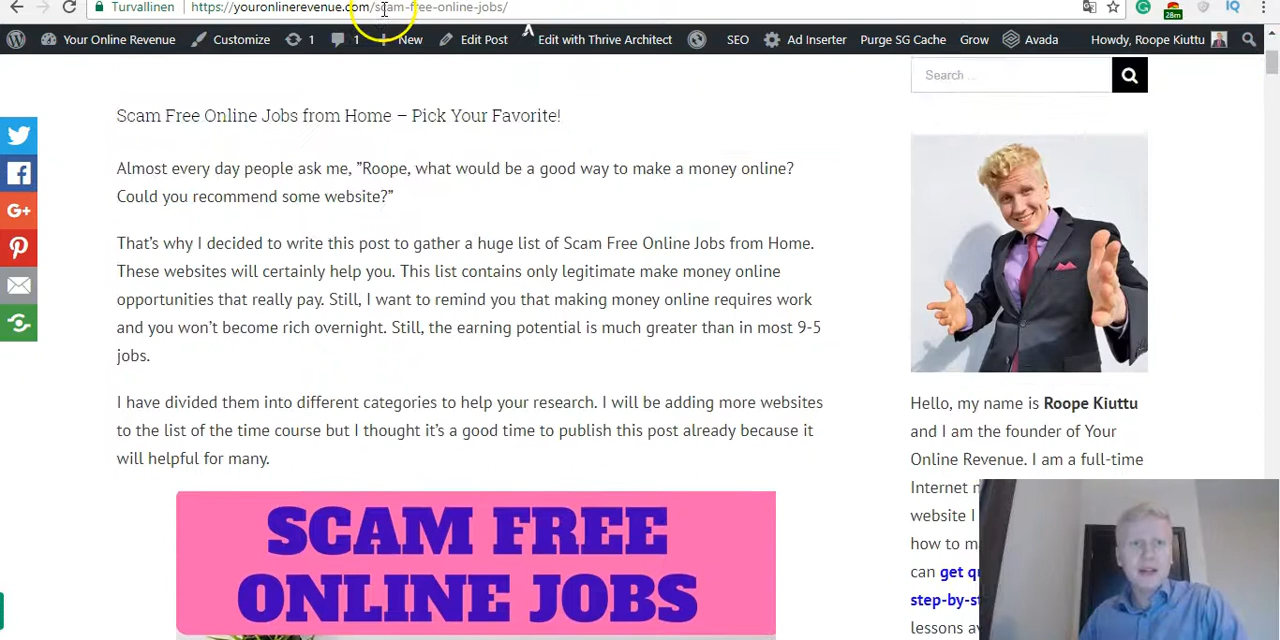 Turvallinen https://youronlinerevenue.com/scam-free-online-jobs/ 28m
Your Online Revenue Customize 1 1 New Edit Post Edit with Thrive Architect SEO Ad Inserter Purge SG Cache Grow Avada Howdy, Roope Kiuttu
Search ...
Scam Free Online Jobs from Home – Pick Your Favorite!
Almost every day people ask me, ”Roope, what would be a good way to make a money online?
Could you recommend some website?”
That’s why I decided to write this post to gather a huge list of Scam Free Online Jobs from Home.
These websites will certainly help you. This list contains only legitimate make money online
opportunities that really pay. Still, I want to remind you that making money online requires work
and you won’t become rich overnight. Still, the earning potential is much greater than in most 9-5
jobs.
I have divided them into different categories to help your research. I will be adding more websites
to the list of the time course but I thought it’s a good time to publish this post already because it
will helpful for many.
SCAM FREE
ONLINE JOBS
Hello, my name is Roope Kiuttu
and I am the founder of Your
Online Revenue. I am a full-time
Internet
website I
how to
can get
step-by-
lessons